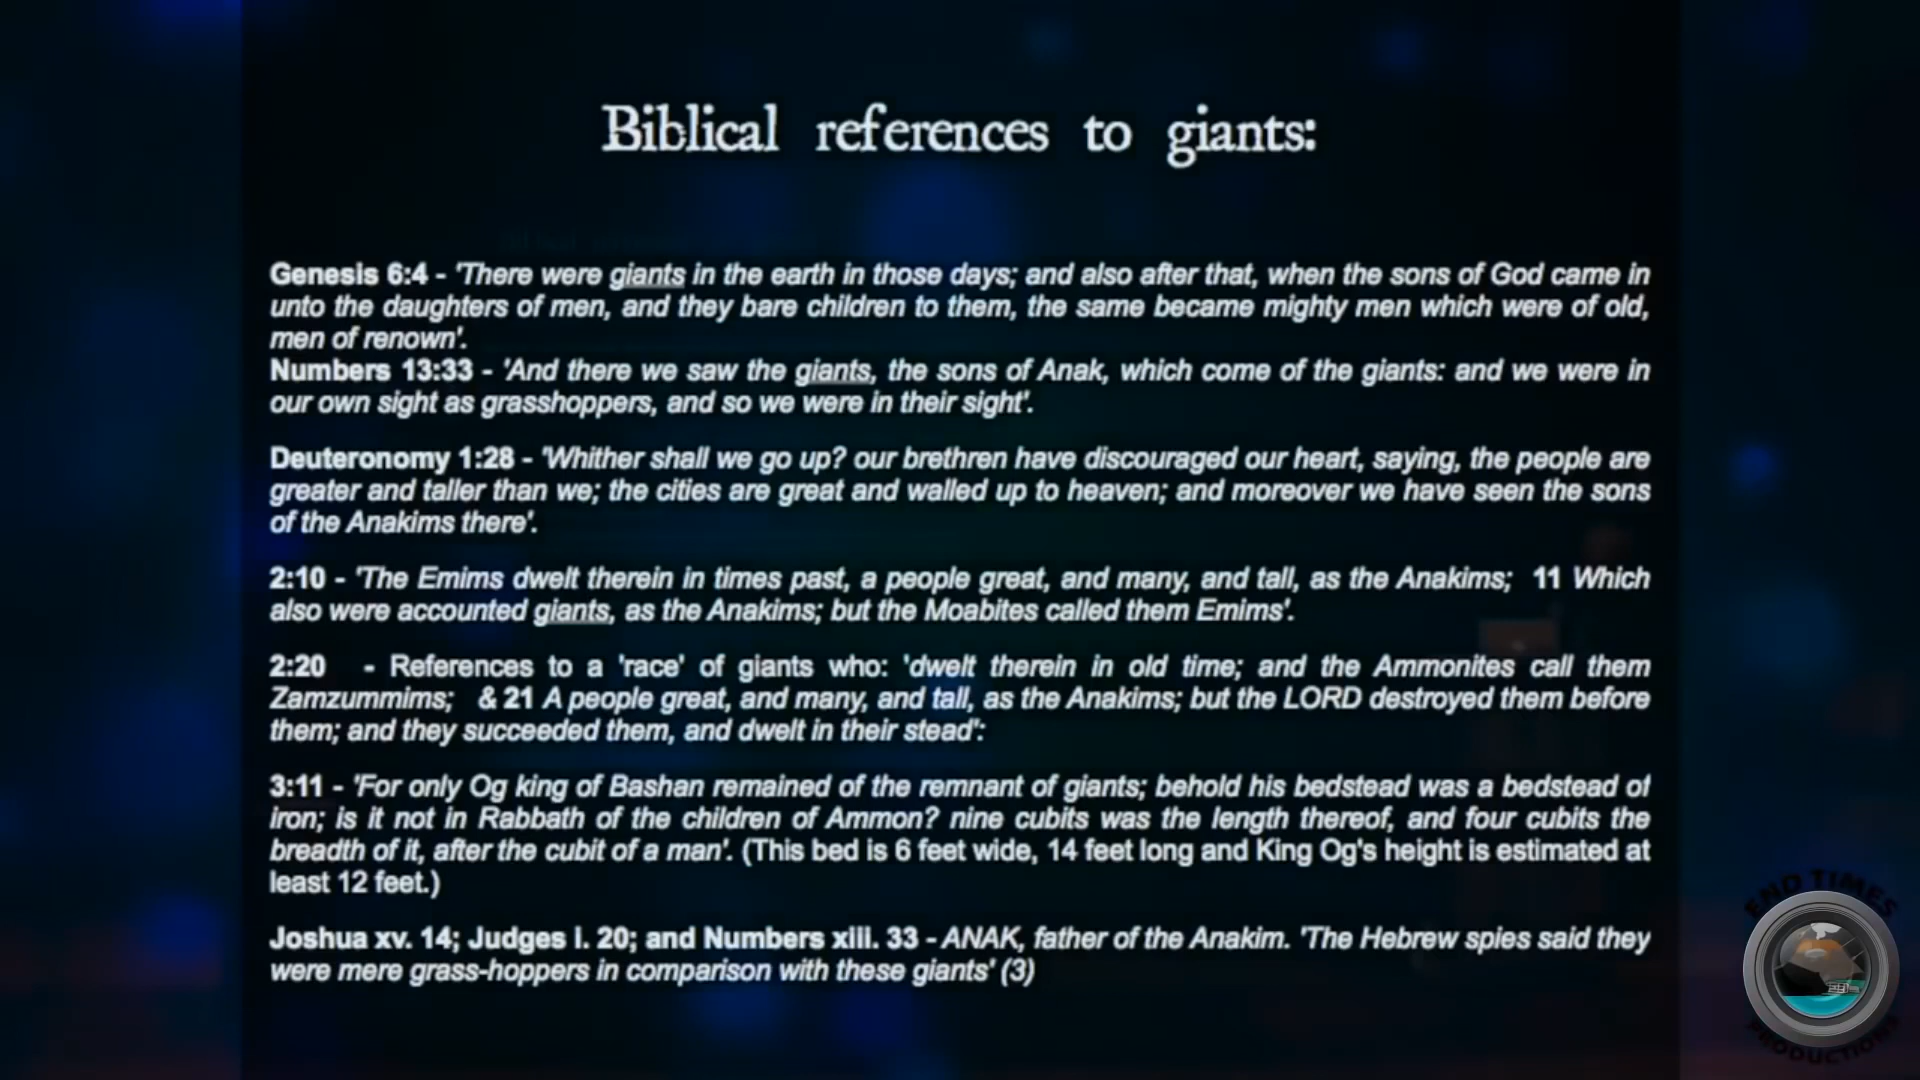 Biblical references to giants:
Genesis 6:4 - 'There were giants in the earth in those days; and also after that, when the sons of God came in
unto the daughters of men, and they bare children to them, the same became mighty men which were of old,
men of renown'.
Numbers 13:33 - 'And there we saw the giants, the sons of Anak, which come of the giants: and we were in
our own sight as grasshoppers, and so we were in their sight'.
Deuteronomy 1:28 - 'Whither shall we go up? our brethren have discouraged our heart, saying, the people are
greater and taller than we; the cities are great and walled up to heaven; and moreover we have seen the sons
of the Anakims there'.
2:10 - 'The Emims dwelt therein in times past, a people great, and many, and tall, as the Anakims; 11 Which
also were accounted giants, as the Anakims; but the Moabites called them Emims'.
2:20 - References to a 'race' of giants who: 'dwelt therein in old time; and the Ammonites call them
Zamzummims; & 21 A people great, and many, and tall, as the Anakims; but the LORD destroyed them before
them; and they succeeded them, and dwelt in their stead':
3:11 - 'For only Og king of Bashan remained of the remnant of giants; behold his bedstead was a bedstead of
iron; is it not in Rabbath of the children of Ammon? nine cubits was the length thereof, and four cubits the
breadth of it, after the cubit of a man'. (This bed is 6 feet wide, 14 feet long and King Og's height is estimated at
least 12 feet.)
Joshua xv. 14; Judges i. 20; and Numbers xiii. 33 - ANAK, father of the Anakim. 'The Hebrew spies said they
were mere grass-hoppers in comparison with these giants' (3)
END TIMES
PRODUCTIONS